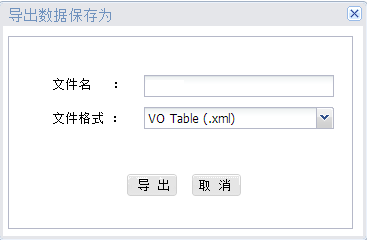 导出数据保存为
文件名 ：
文件格式 ： VO Table (.xml)
导 出 取 消